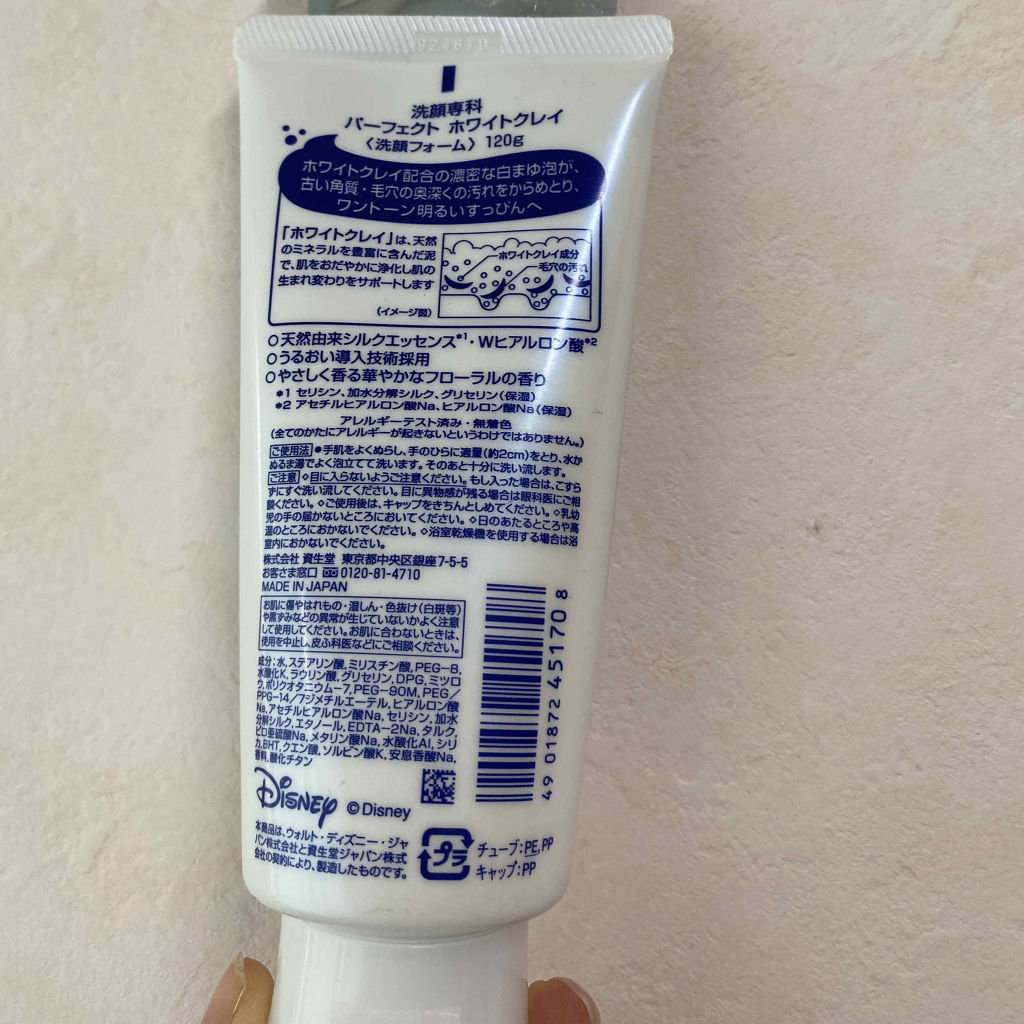 9248TD
洗顔専科
パーフェクト ホワイトクレイ
〈洗顔フォーム〉 120g
ホワイトクレイ配合の濃密な白まゆ泡が、
古い角質・毛穴の奥深くの汚れをからめとり、
ワントーン明るいすっぴんへ
「ホワイトクレイ」は、天然
のミネラルを豊富に含んだ泥
で、肌をおだやかに浄化し肌の
生まれ変わりをサポートします
ホワイトクレイ成分
毛穴の汚れ
(イメージ図)
○天然由来シルクエッセンス*1・Wヒアルロン酸*2
○うるおい導入技術採用
○やさしく香る華やかなフローラルの香り
*1 セリシン、加水分解シルク、グリセリン(保湿)
*2 アセチルヒアルロン酸Na、ヒアルロン酸Na(保湿)
アレルギーテスト済み・無着色
(全てのかたにアレルギーが起きないというわけではありません。)
ご使用法 ●手肌をよくぬらし、手のひらに適量(約2cm)をとり、水か
ぬるま湯でよく泡立てて洗います。そのあと十分に洗い流します。
ご注意 ◇目に入らないようご注意ください。もし入った場合は、こすら
ずにすぐ洗い流してください。目に異物感が残る場合は眼科医にご相
談ください。◇ご使用後は、キャップをきちんとしめてください。◇乳幼
児の手の届かないところにおいてください。◇日のあたるところや高
温のところにおかないでください。◇浴室乾燥機を使用する場合は浴
室内におかないでください。
株式会社 資生堂 東京都中央区銀座7-5-5
お客さま窓口 0120-81-4710
MADE IN JAPAN
お肌に傷やはれもの・湿しん・色抜け(白斑等)
や黒ずみなどの異常が生じていないかよく注意
して使用してください。お肌に合わないときは、
使用を中止し、皮ふ科医などにご相談ください。
成分:水,ステアリン酸,ミリスチン酸,PEG-8,
水酸化K,ラウリン酸,グリセリン,DPG,ミツロ
ウ,ポリクオタニウム-7,PEG-90M,PEG/
PPG-14/7ジメチルエーテル,ヒアルロン酸
Na,アセチルヒアルロン酸Na,セリシン,加水
分解シルク,エタノール,EDTA-2Na,タルク,
ピロ亜硫酸Na,メタリン酸Na,水酸化Al,シリ
カ,BHT,クエン酸,ソルビン酸K,安息香酸Na,
香料,酸化チタン
4901872451708
Disney ©Disney
本商品は、ウォルト・ディズニー・ジャ
パン株式会社と資生堂ジャパン株式
会社の契約により、製造したものです。
プラ
チューブ:PE,PP
キャップ:PP